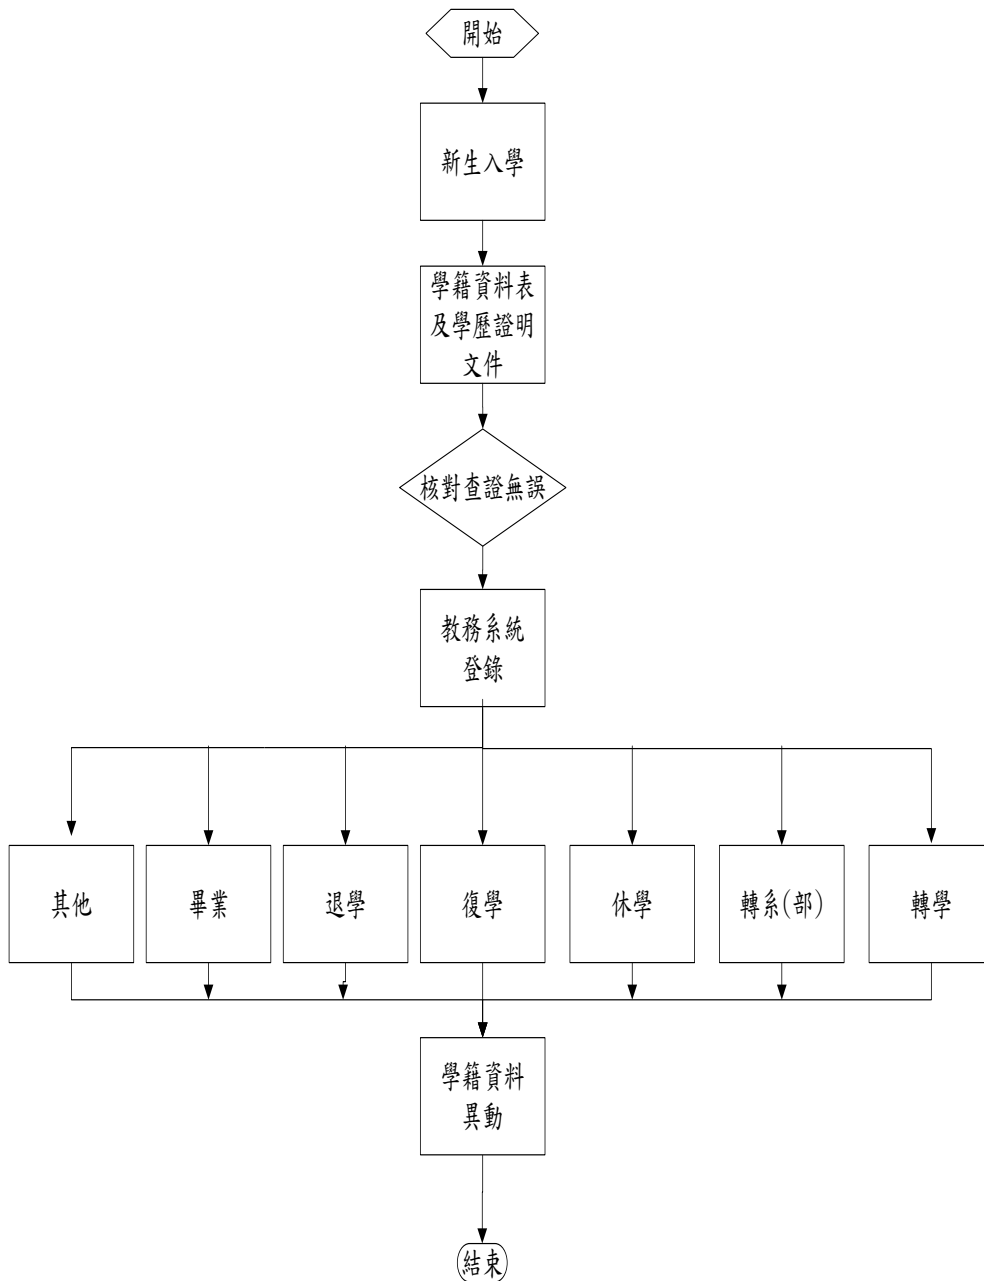 開始
新生入學
學籍資料表
及學歷證明
文件
核對查證無誤
教務系統
登錄
其他
畢業
退學
復學
休學
轉系(部)
轉學
學籍資料
異動
結束